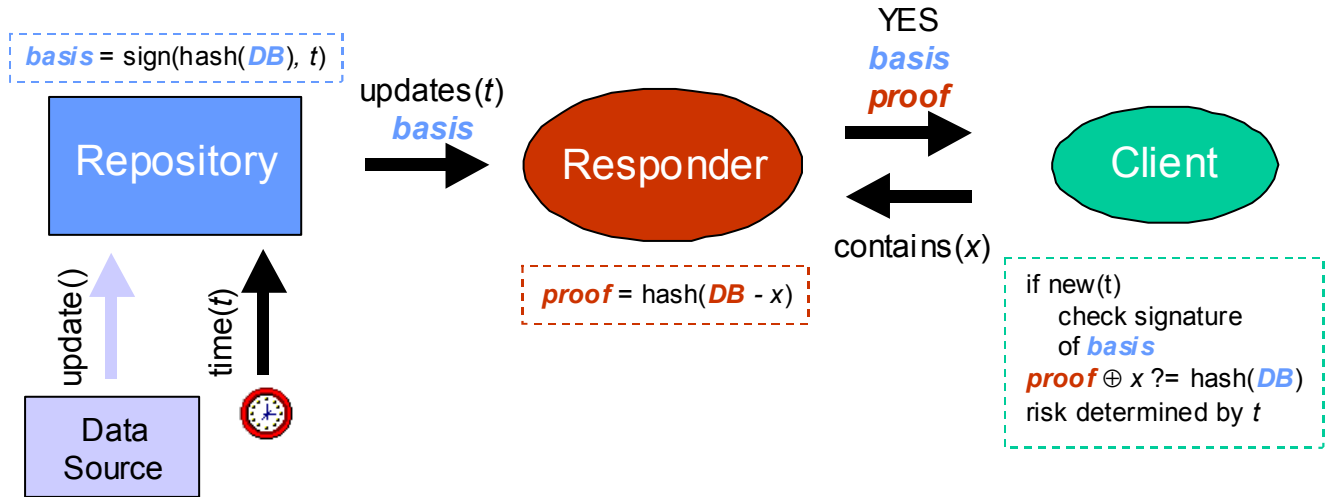 basis = sign(hash(DB), t)
Repository
updates(t)
basis
Responder
YES
basis
proof
Client
contains(x)
update()
time(t)
proof = hash(DB - x)
if new(t)
check signature
of basis
proof ⊕ x ?= hash(DB)
risk determined by t
Data
Source